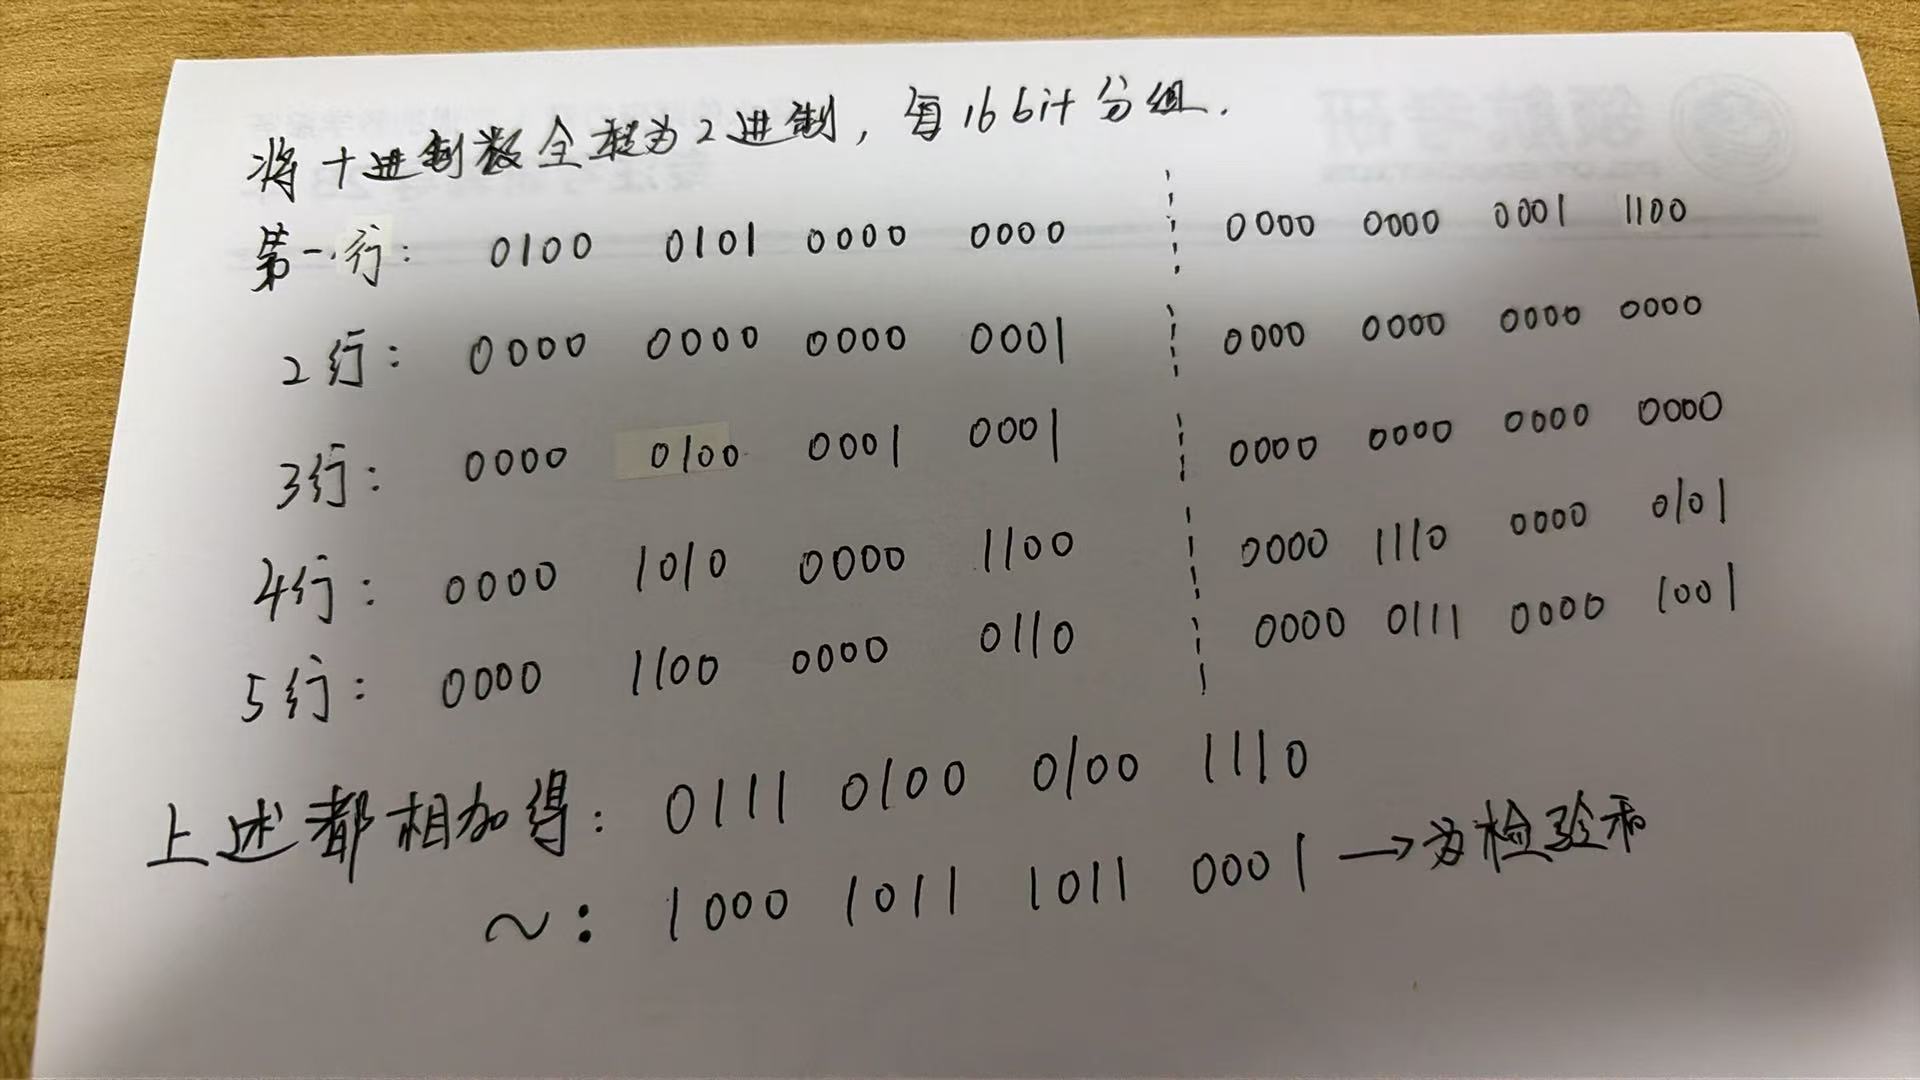 将十进制数全转为2进制，每16bit分组.
第一行: 0100 0101 0000 0000 0000 0000 0001 1100
2行: 0000 0000 0000 0001 0000 0000 0000 0000
3行: 0000 0100 0001 0001 0000 0000 0000 0000
4行: 0000 1010 0000 1100 0000 1110 0000 0101
5行: 0000 1100 0000 0110 0000 0111 0000 1001
上述都相加得: 0111 0100 0100 1110
~: 1000 1011 1011 0001 →为检验和